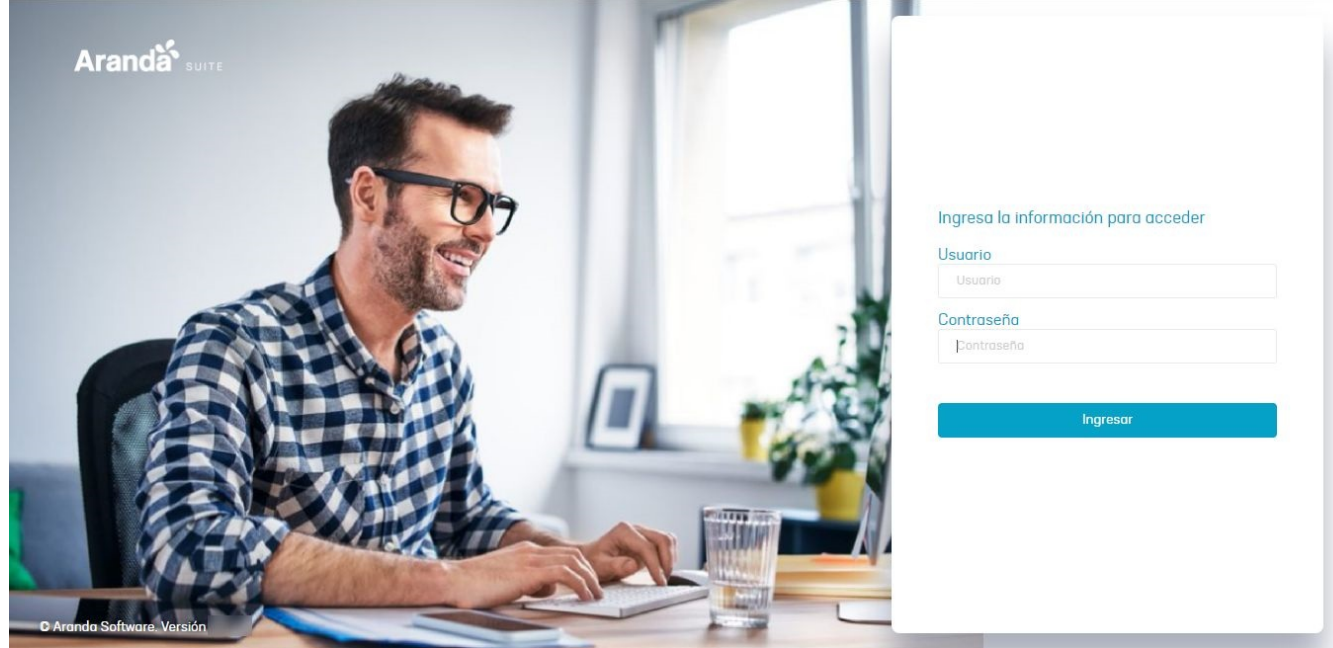 Aranda SUITE
Ingresa la información para acceder
Usuario
Usuario
Contraseña
Contraseña
Ingresar
© Aranda Software. Versión